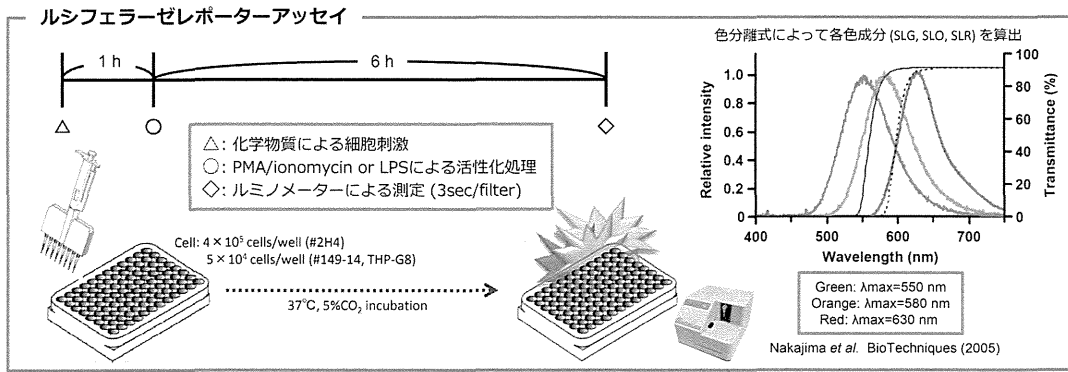 ルシフェラーゼレポーターアッセイ
1 h
6 h
△: 化学物質による細胞刺激
○: PMA/ionomycin or LPSによる活性化処理
◇: ルミノメーターによる測定 (3sec/filter)
Cell: 4×10⁵ cells/well (#2H4)
5×10⁴ cells/well (#149-14, THP-G8)
37℃, 5%CO₂ incubation
色分離式によって各色成分 (SLG, SLO, SLR) を算出
Relative intensity
1.0
0.8
0.6
0.4
0.2
0
100
80
60
40
20
0
Transmittance (%)
400
500
600
700
Wavelength (nm)
Green: λmax=550 nm
Orange: λmax=580 nm
Red: λmax=630 nm
Nakajima et al. BioTechniques (2005)